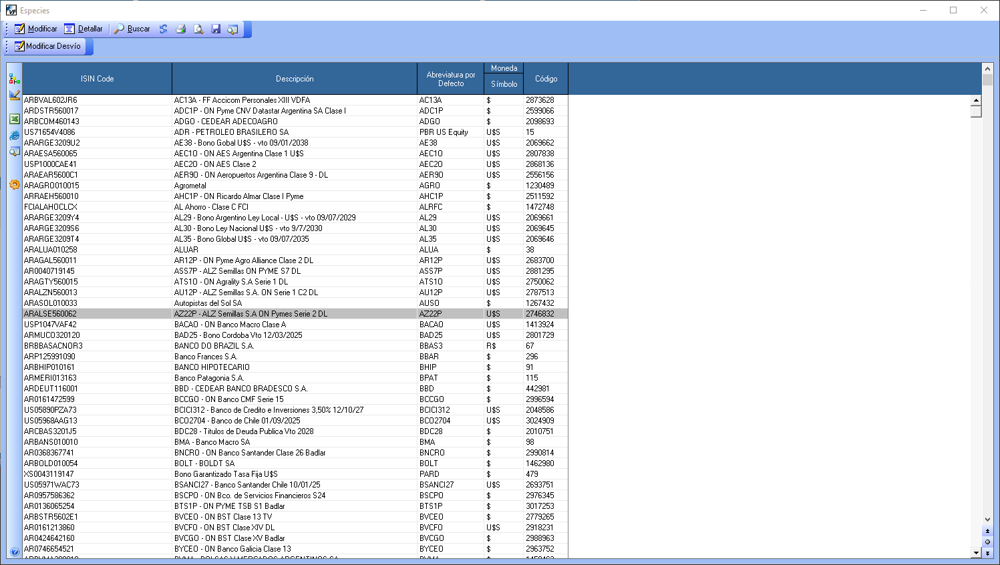 Especies
Modificar Detallar Buscar
Modificar Desvío
ISIN Code Descripción Abreviatura por Defecto Moneda Símbolo Código
ARBVAL602JR6 AC13A - FF Accicom Personales XIII VDFA AC13A $ 2873628
ARDSTR560017 ADC1P - ON Pyme CNV Datastar Argentina SA Clase I ADC1P $ 2599066
ARBCOM460143 ADGO - CEDEAR ADECOAGRO ADGO $ 2098693
US71654V4086 ADR - PETROLEO BRASILERO SA PBR US Equity U$S 15
ARARGE3209U2 AE38 - Bono Gobal U$S - vto 09/01/2038 AE38 U$S 2069662
ARAESA560065 AEC1O - ON AES Argentina Clase 1 U$S AEC1O U$S 2807838
USP1000CAE41 AEC2O - ON AES Clase 2 AEC2O U$S 2868136
ARAEAR5600C1 AER9O - ON Aeropuertos Argentina Clase 9 - DL AER9O U$S 2556156
ARAGRO010015 Agrometal AGRO $ 1230489
ARRAEH560010 AHC1P - ON Ricardo Almar Clase I Pyme AHC1P $ 2511592
FCIALAHOCLCX AL Ahorro - Clase C FCI ALRFC $ 1472748
ARARGE3209Y4 AL29 - Bono Argentino Ley Local - U$S - vto 09/07/2029 AL29 U$S 2069661
ARARGE3209S6 AL30 - Bono Ley Nacional U$S - vto 9/7/2030 AL30 U$S 2069645
ARARGE3209T4 AL35 - Bono Global U$S - vto 09/07/2035 AL35 U$S 2069646
ARALUA010258 ALUAR ALUA $ 38
ARAGAL560011 AR12P - ON Pyme Agro Alliance Clase 2 DL AR12P U$S 2683700
AR0040719145 ASS7P - ALZ Semillas ON PYME S7 DL ASS7P U$S 2881295
ARAGTY560015 ATS1O - ON Agrality S.A Serie 1 DL ATS1O U$S 2750062
ARALZN560013 AU12P - ALZ Semillas S.A. ON Serie 1 C2 DL AU12P U$S 2787513
ARASOL010033 Autopistas del Sol SA AUSO $ 1267432
ARALSE560062 AZ22P - ALZ Semillas S.A ON Pymes Serie 2 DL AZ22P U$S 2746832
USP1047VAF42 BACAO - ON Banco Macro Clase A BACAO U$S 1413924
ARMUCO320120 BAD25 - Bono Cordoba Vto 12/03/2025 BAD25 U$S 2801729
BRBBASACNOR3 BANCO DO BRAZIL S.A. BBAS3 R$ 67
ARP125991090 Banco Frances S.A. BBAR $ 296
ARBHIP010161 BANCO HIPOTECARIO BHIP $ 91
ARMERI013163 Banco Patagonia S.A. BPAT $ 115
ARDEUT116001 BBD - CEDEAR BANCO BRADESCO S.A. BBD $ 442981
AR0161472599 BCCGO - ON Banco CMF Serie 15 BCCGO $ 2996594
US05890PZA73 BCICI312 - Banco de Credito e Inversiones 3,50% 12/10/27 BCICI312 U$S 2048586
US05968AAG13 BCO2704 - Banco de Chile 01/09/2025 BCO2704 U$S 3024909
ARCBAS3201J5 BDC28 - Titulos de Deuda Publica Vto 2028 BDC28 $ 2010751
ARBANS010010 BMA - Banco Macro SA BMA $ 98
AR0368367741 BNCRO - ON Banco Santander Clase 26 Badlar BNCRO $ 2990814
ARBOLD010054 BOLT - BOLDT SA BOLT $ 1462980
XS0043119147 Bono Garantizado Tasa Fija U$S PARD $ 479
US05971WAC73 BSANCI27 - Banco Santander Chile 10/01/25 BSANCI27 U$S 2693751
AR0957586362 BSCPO - ON Bco. de Servicios Financieros S24 BSCPO $ 2976345
AR0136065254 BTS1P - ON PYME TSB S1 Badlar BTS1P $ 3017253
ARBSTR5602E1 BVCEO - ON BST Clase 13 TV BVCEO $ 2779265
AR0161213860 BVCFO - ON BST Clase XIV DL BVCFO U$S 2918231
AR0424642160 BVCGO - ON BST Clase XV Badlar BVCGO $ 2988963
AR0746654521 BYCEO - ON Banco Galicia Clase 13 BYCEO $ 2963752